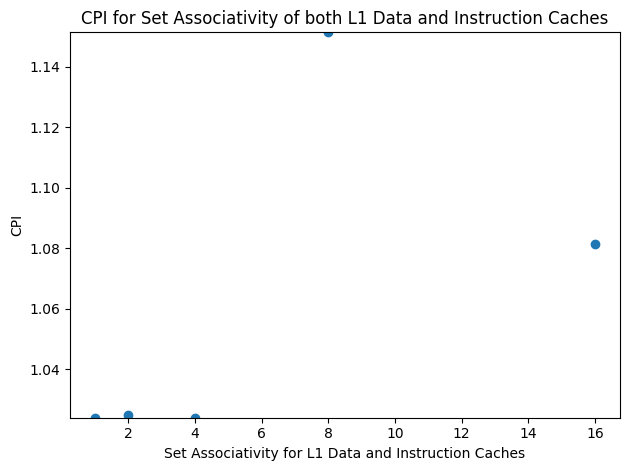 CPI for Set Associativity of both L1 Data and Instruction Caches
1.14
1.12
1.10
1.08
1.06
1.04
CPI
2 4 6 8 10 12 14 16
Set Associativity for L1 Data and Instruction Caches